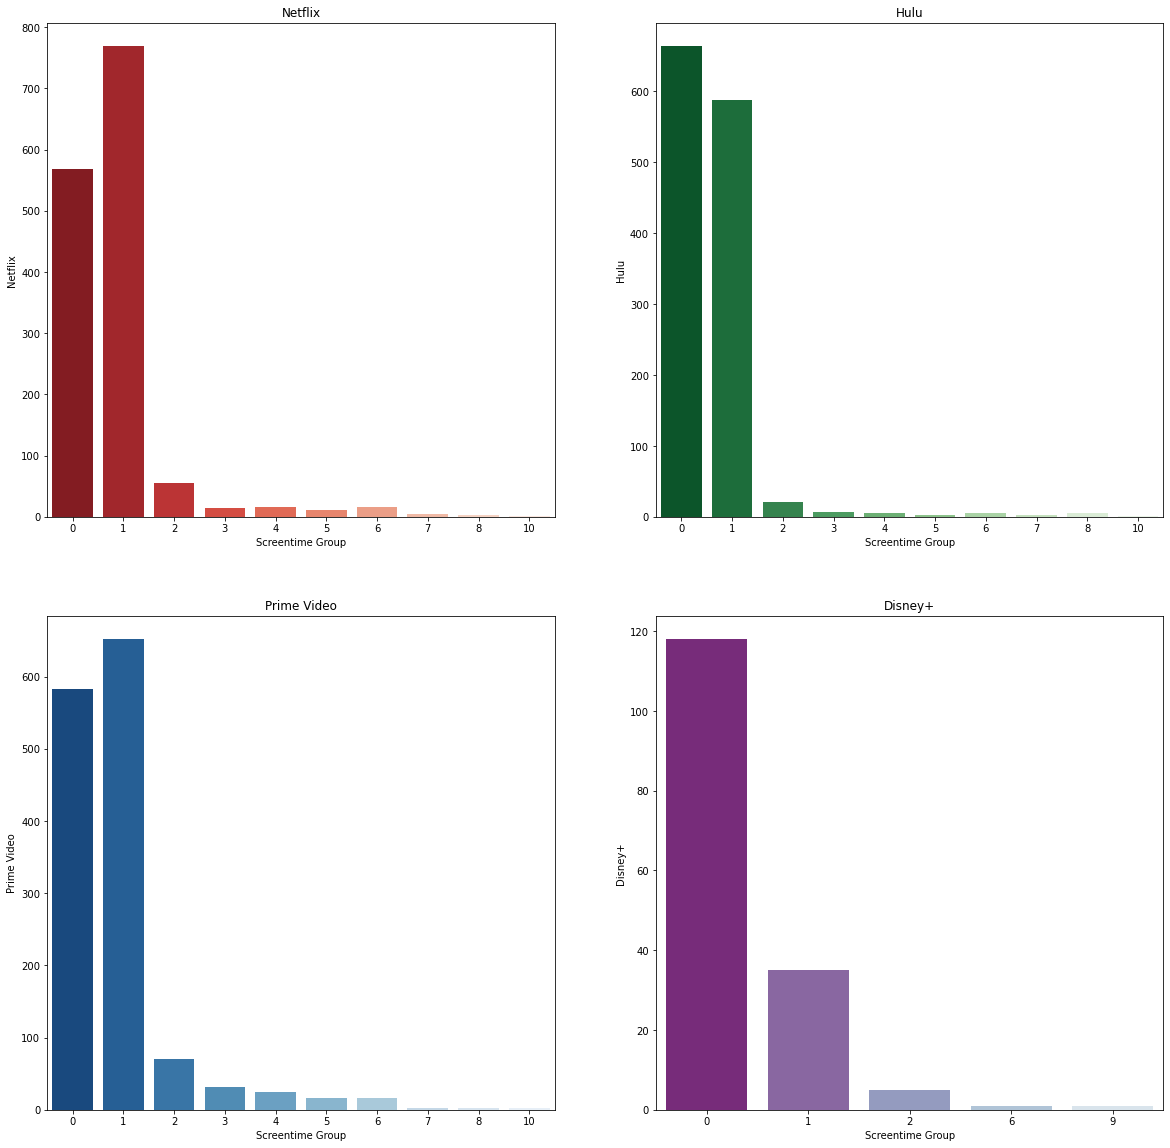 Netflix
800
700
600
500
400
300
200
100
0
Netflix
0 1 2 3 4 5 6 7 8 10
Screentime Group
Hulu
600
500
400
300
200
100
0
Hulu
0 1 2 3 4 5 6 7 8 10
Screentime Group
Prime Video
600
500
400
300
200
100
0
Prime Video
0 1 2 3 4 5 6 7 8 10
Screentime Group
Disney+
120
100
80
60
40
20
0
Disney+
0 1 2 6 9
Screentime Group